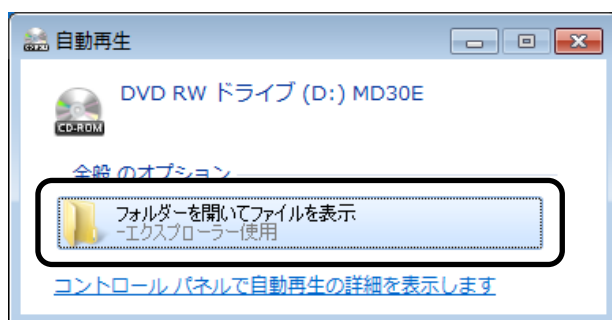 自動再生
DVD RW ドライブ (D:) MD30E
CD-ROM
全般 のオプション
フォルダーを開いてファイルを表示
-エクスプローラー使用
コントロール パネルで自動再生の詳細を表示します